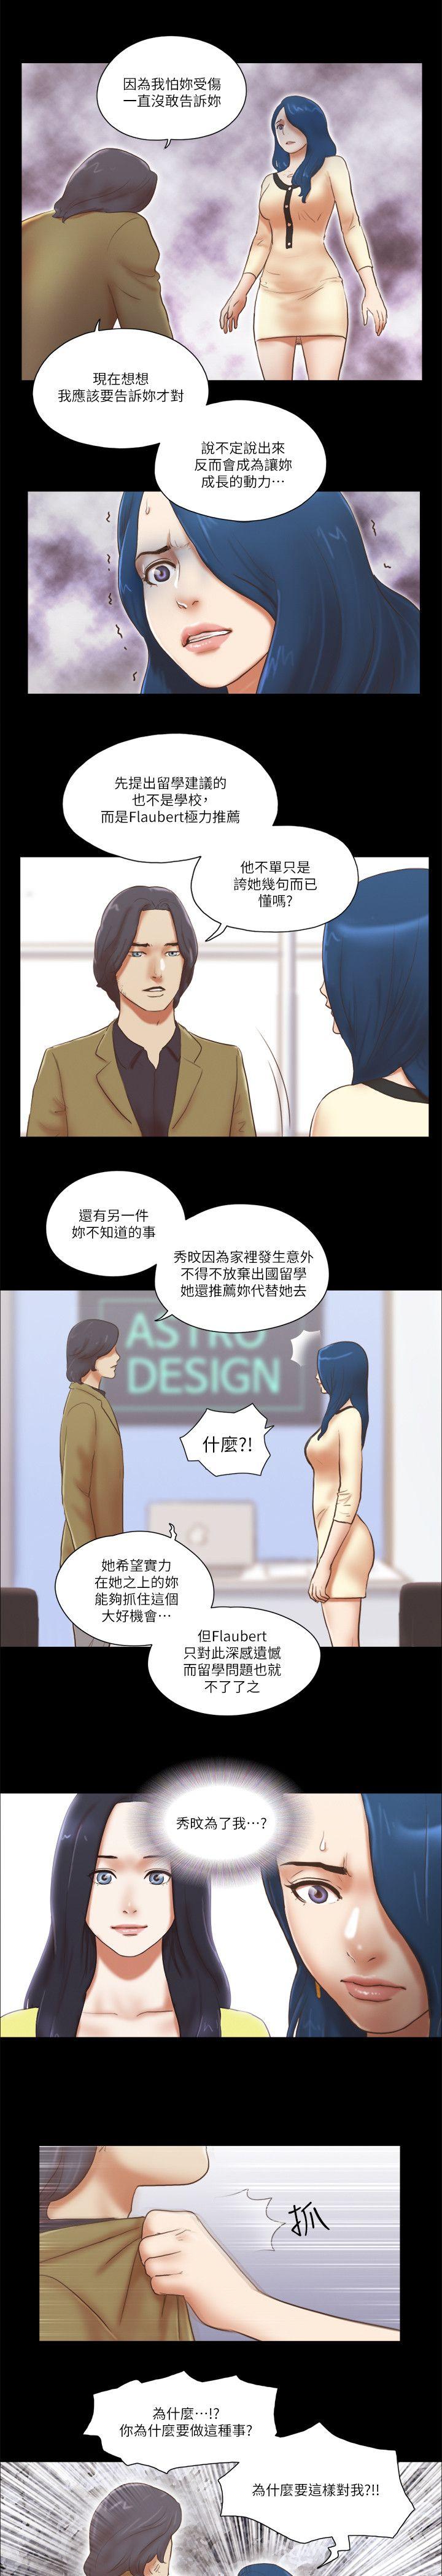 因為我怕妳受傷
一直沒敢告訴妳
現在想想
我應該要告訴妳才對
說不定說出來
反而會成為讓妳
成長的動力⋯
先提出留學建議的
也不是學校，
而是Flaubert極力推薦
他不單只是
誇她幾句而已
懂嗎?
還有另一件
妳不知道的事
秀旼因為家裡發生意外
不得不放棄出國留學
她還推薦妳代替她去
ASTRO
DESIGN
什麼?!
她希望實力
在她之上的妳
能夠抓住這個
大好機會⋯
但Flaubert
只對此深感遺憾
而留學問題也就
不了了之
秀旼為了我⋯?
抓
為什麼⋯!?
你為什麼要做這種事?
為什麼要這樣對我?!!